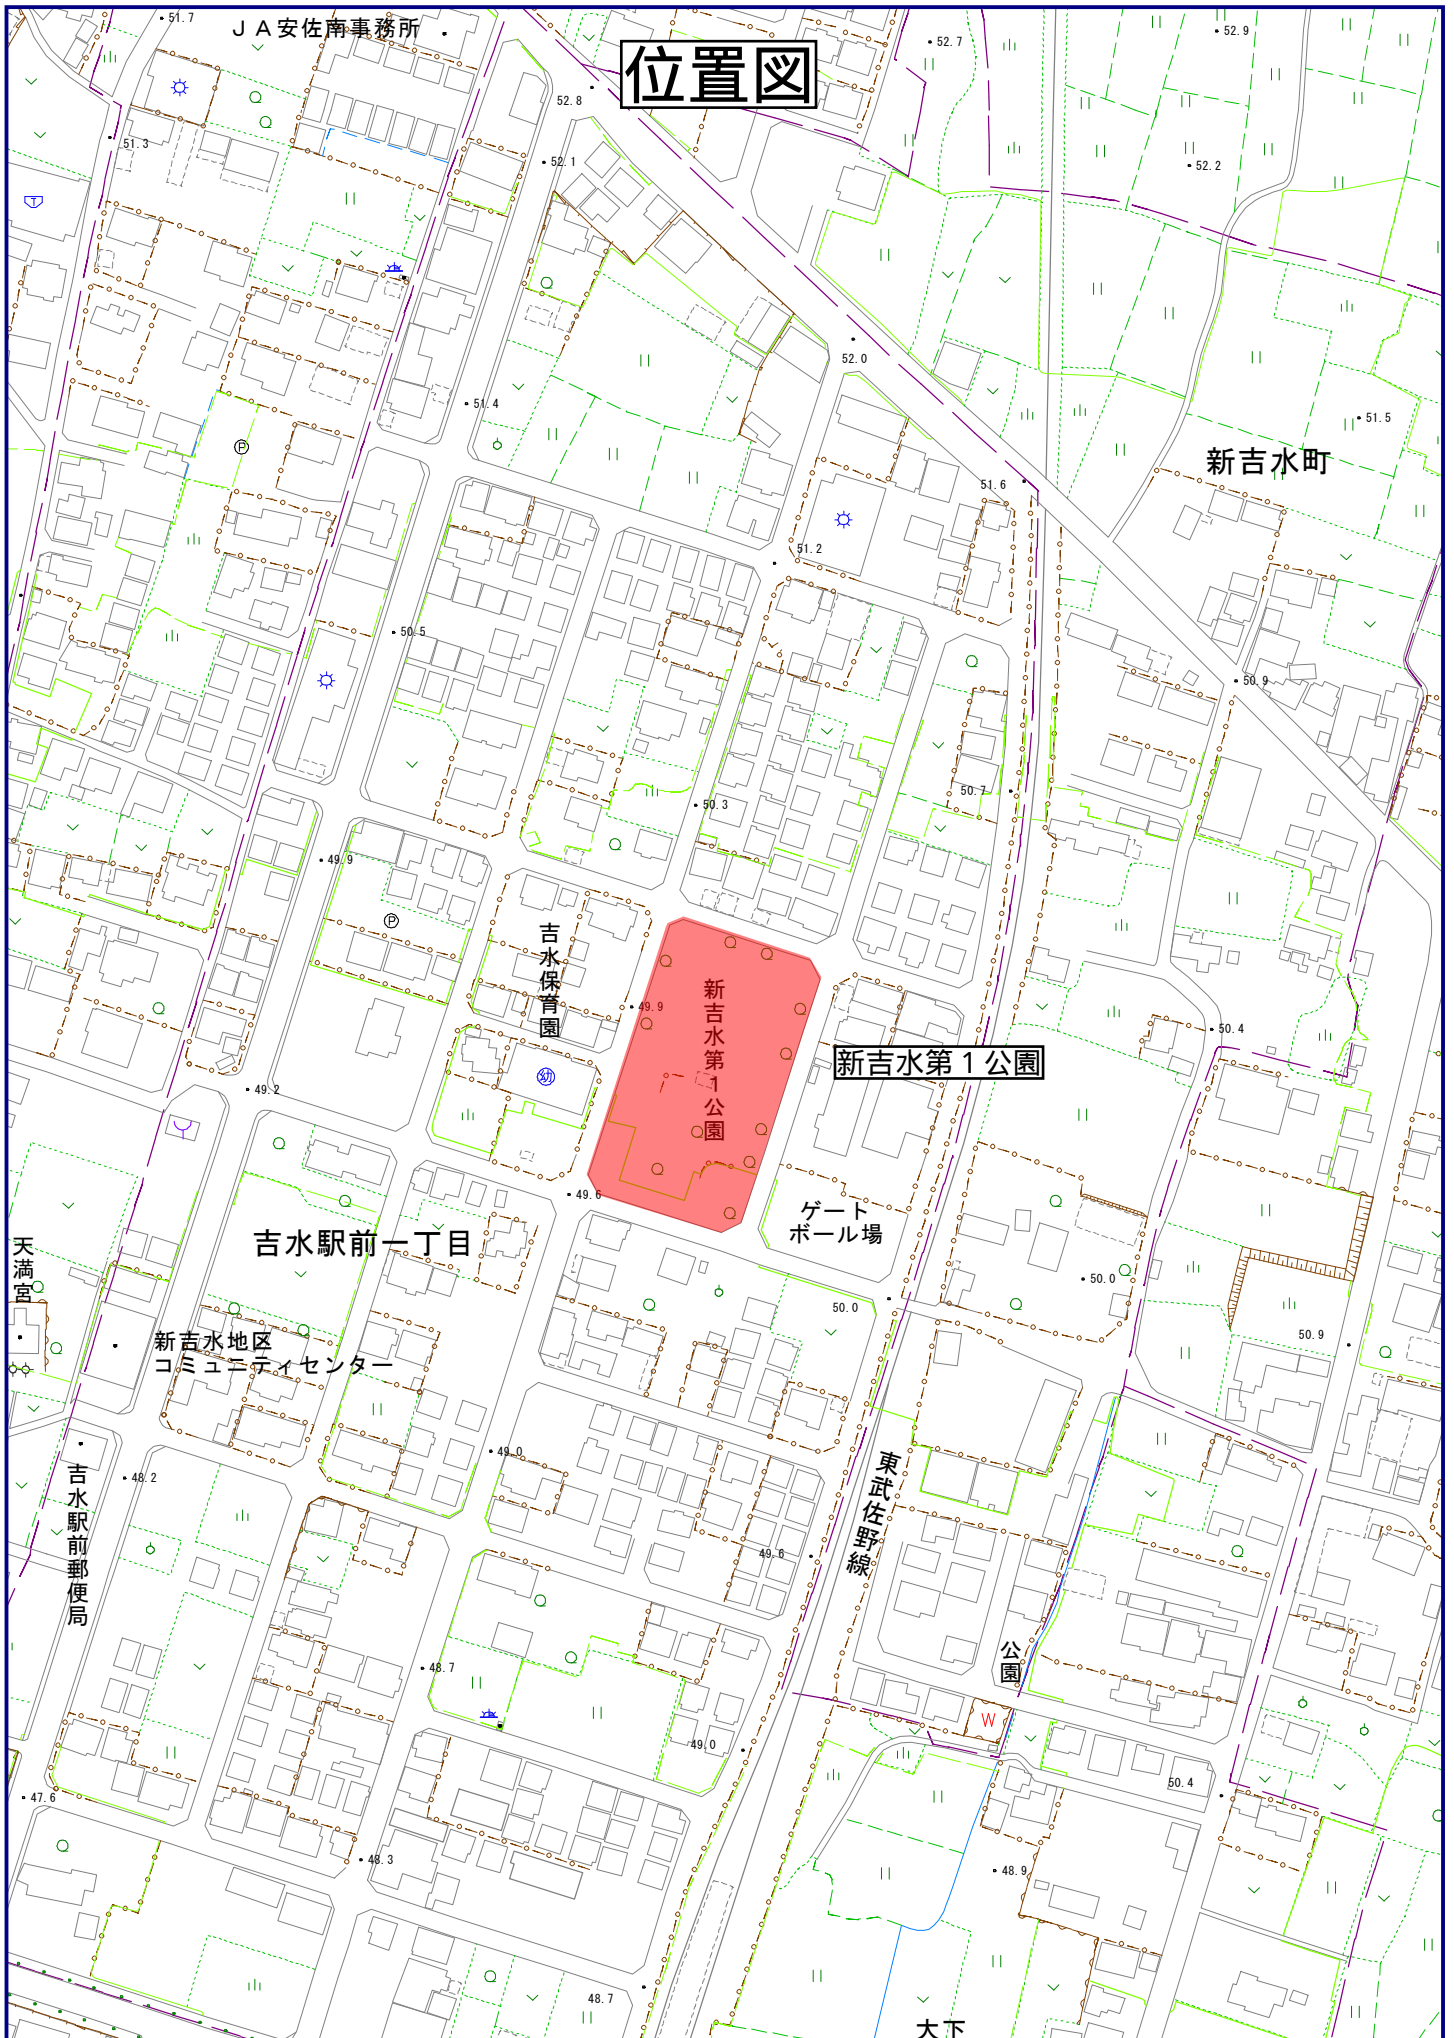 51.7
ＪＡ安佐南事務所
位置図
52.7
52.9
52.8
51.3
52.1
52.2
52.0
51.4
51.5
新吉水町
51.6
51.2
50.5
50.9
50.7
50.3
49.9
Ｐ
Ｐ
吉水保育園
49.9
新吉水第1公園
新吉水第１公園
50.4
幼
49.2
49.6
ゲート
ボール場
吉水駅前一丁目
天満宮
50.0
50.0
50.9
新吉水地区
コミュニティセンター
49.0
48.2
吉水駅前郵便局
東武佐野線
49.6
公園
48.7
W
49.0
50.4
47.6
48.3
48.9
48.7
大下